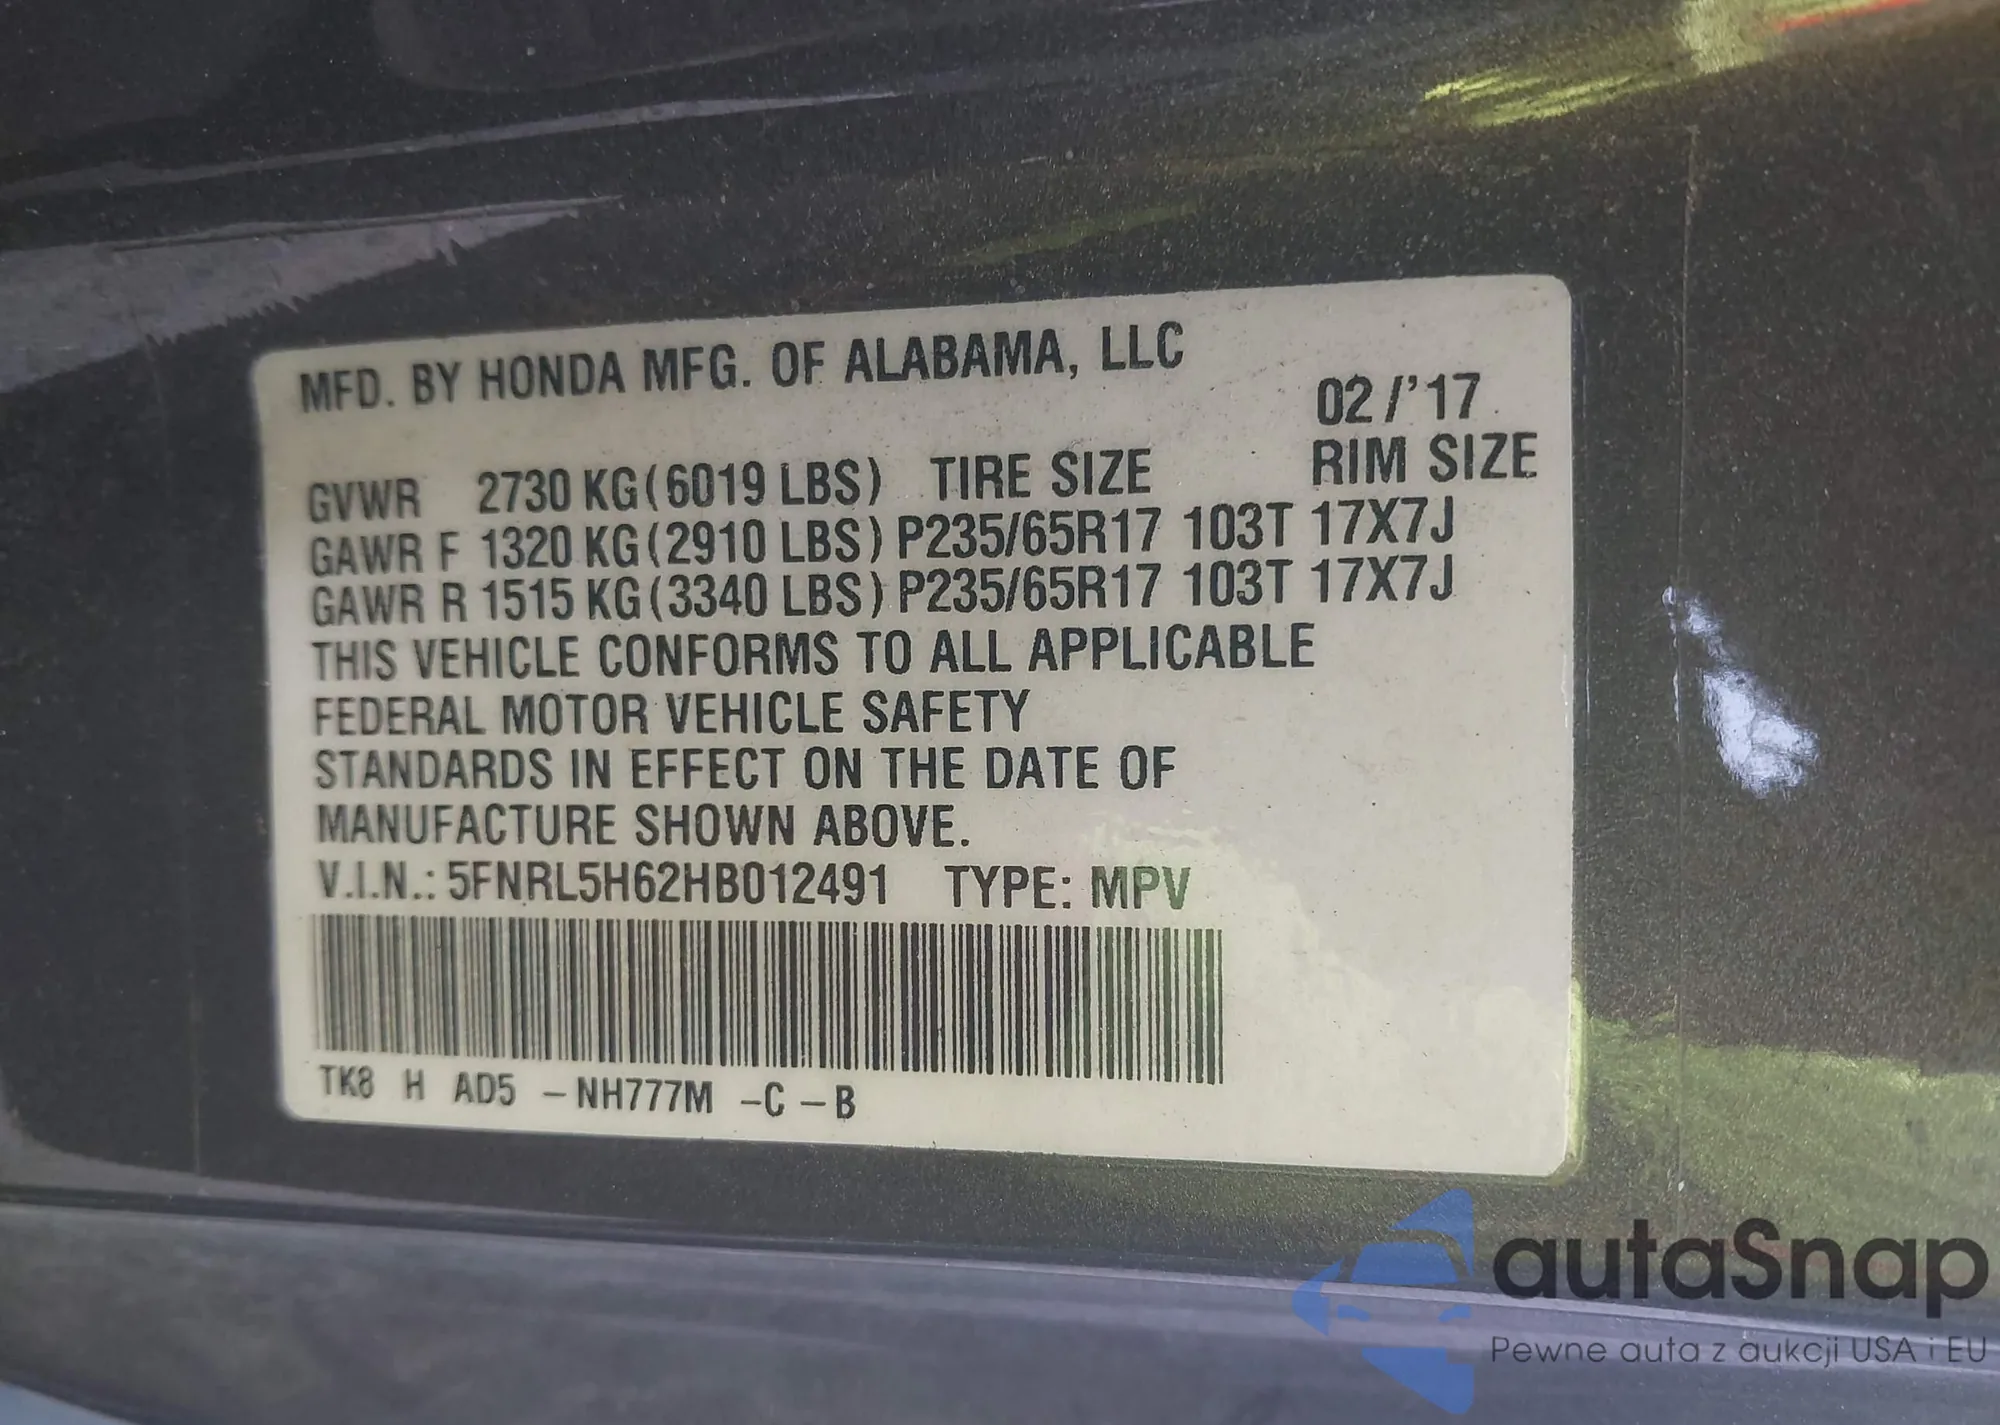 MFD. BY HONDA MFG. OF ALABAMA, LLC
02/'17
GVWR 2730 KG(6019 LBS) TIRE SIZE RIM SIZE
GAWR F 1320 KG(2910 LBS) P235/65R17 103T 17X7J
GAWR R 1515 KG(3340 LBS) P235/65R17 103T 17X7J
THIS VEHICLE CONFORMS TO ALL APPLICABLE
FEDERAL MOTOR VEHICLE SAFETY
STANDARDS IN EFFECT ON THE DATE OF
MANUFACTURE SHOWN ABOVE.
V.I.N.: 5FNRL5H62HB012491 TYPE: MPV
TK8 H AD5 -NH777M -C -B
autaSnap
Pewne auta z aukcji USA i EU